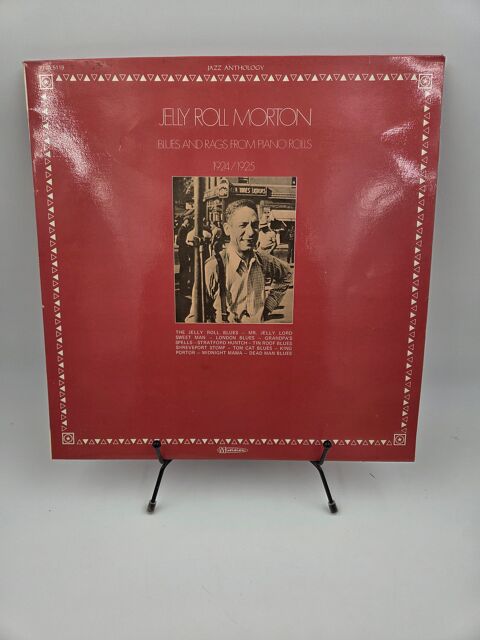 JAZZ ANTHOLOGY
JELLY ROLL MORTON
BLUES AND RAGS FROM PIANO ROLLS
1924/1925
THE JELLY ROLL BLUES – MR. JELLY LORD
SWEET MAN – LONDON BLUES – GRANDPA'S
SPELLS – STRATFORD HUNITCH – TIN ROOF BLUES
SHREVEPORT STOMP – TOM CAT BLUES – KING
PORTOR – MIDNIGHT MAMA – DEAD MAN BLUES
Musidisc